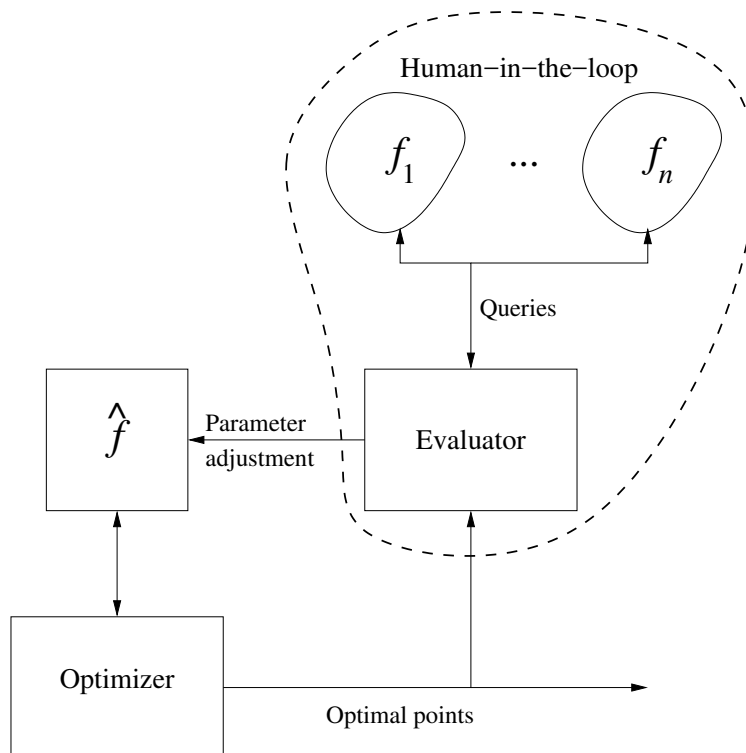 Human−in−the−loop
f₁ ... fₙ
Queries
Parameter
adjustment
f̂
Evaluator
Optimizer
Optimal points